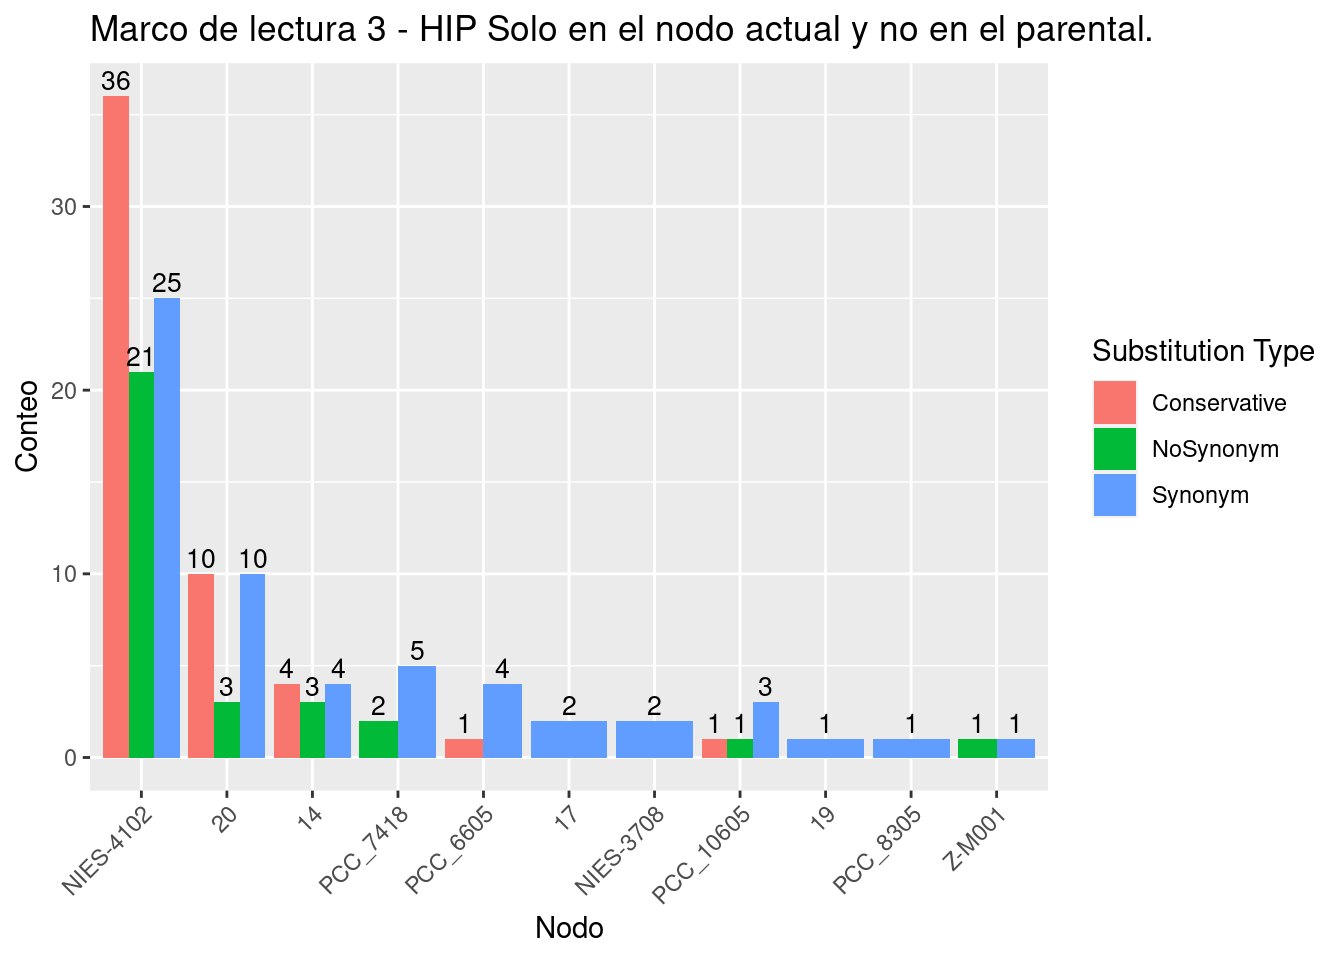 Marco de lectura 3 - HIP Solo en el nodo actual y no en el parental.
36
25
21
10 3 10
4 3 4
2 5
1 4
2
2
1 1 3
1
1
1 1
30
20
10
0
Conteo
NIES-4102
20
14
PCC_7418
PCC_6605
17
NIES-3708
PCC_10605
19
PCC_8305
Z-M001
Nodo
Substitution Type
Conservative
NoSynonym
Synonym